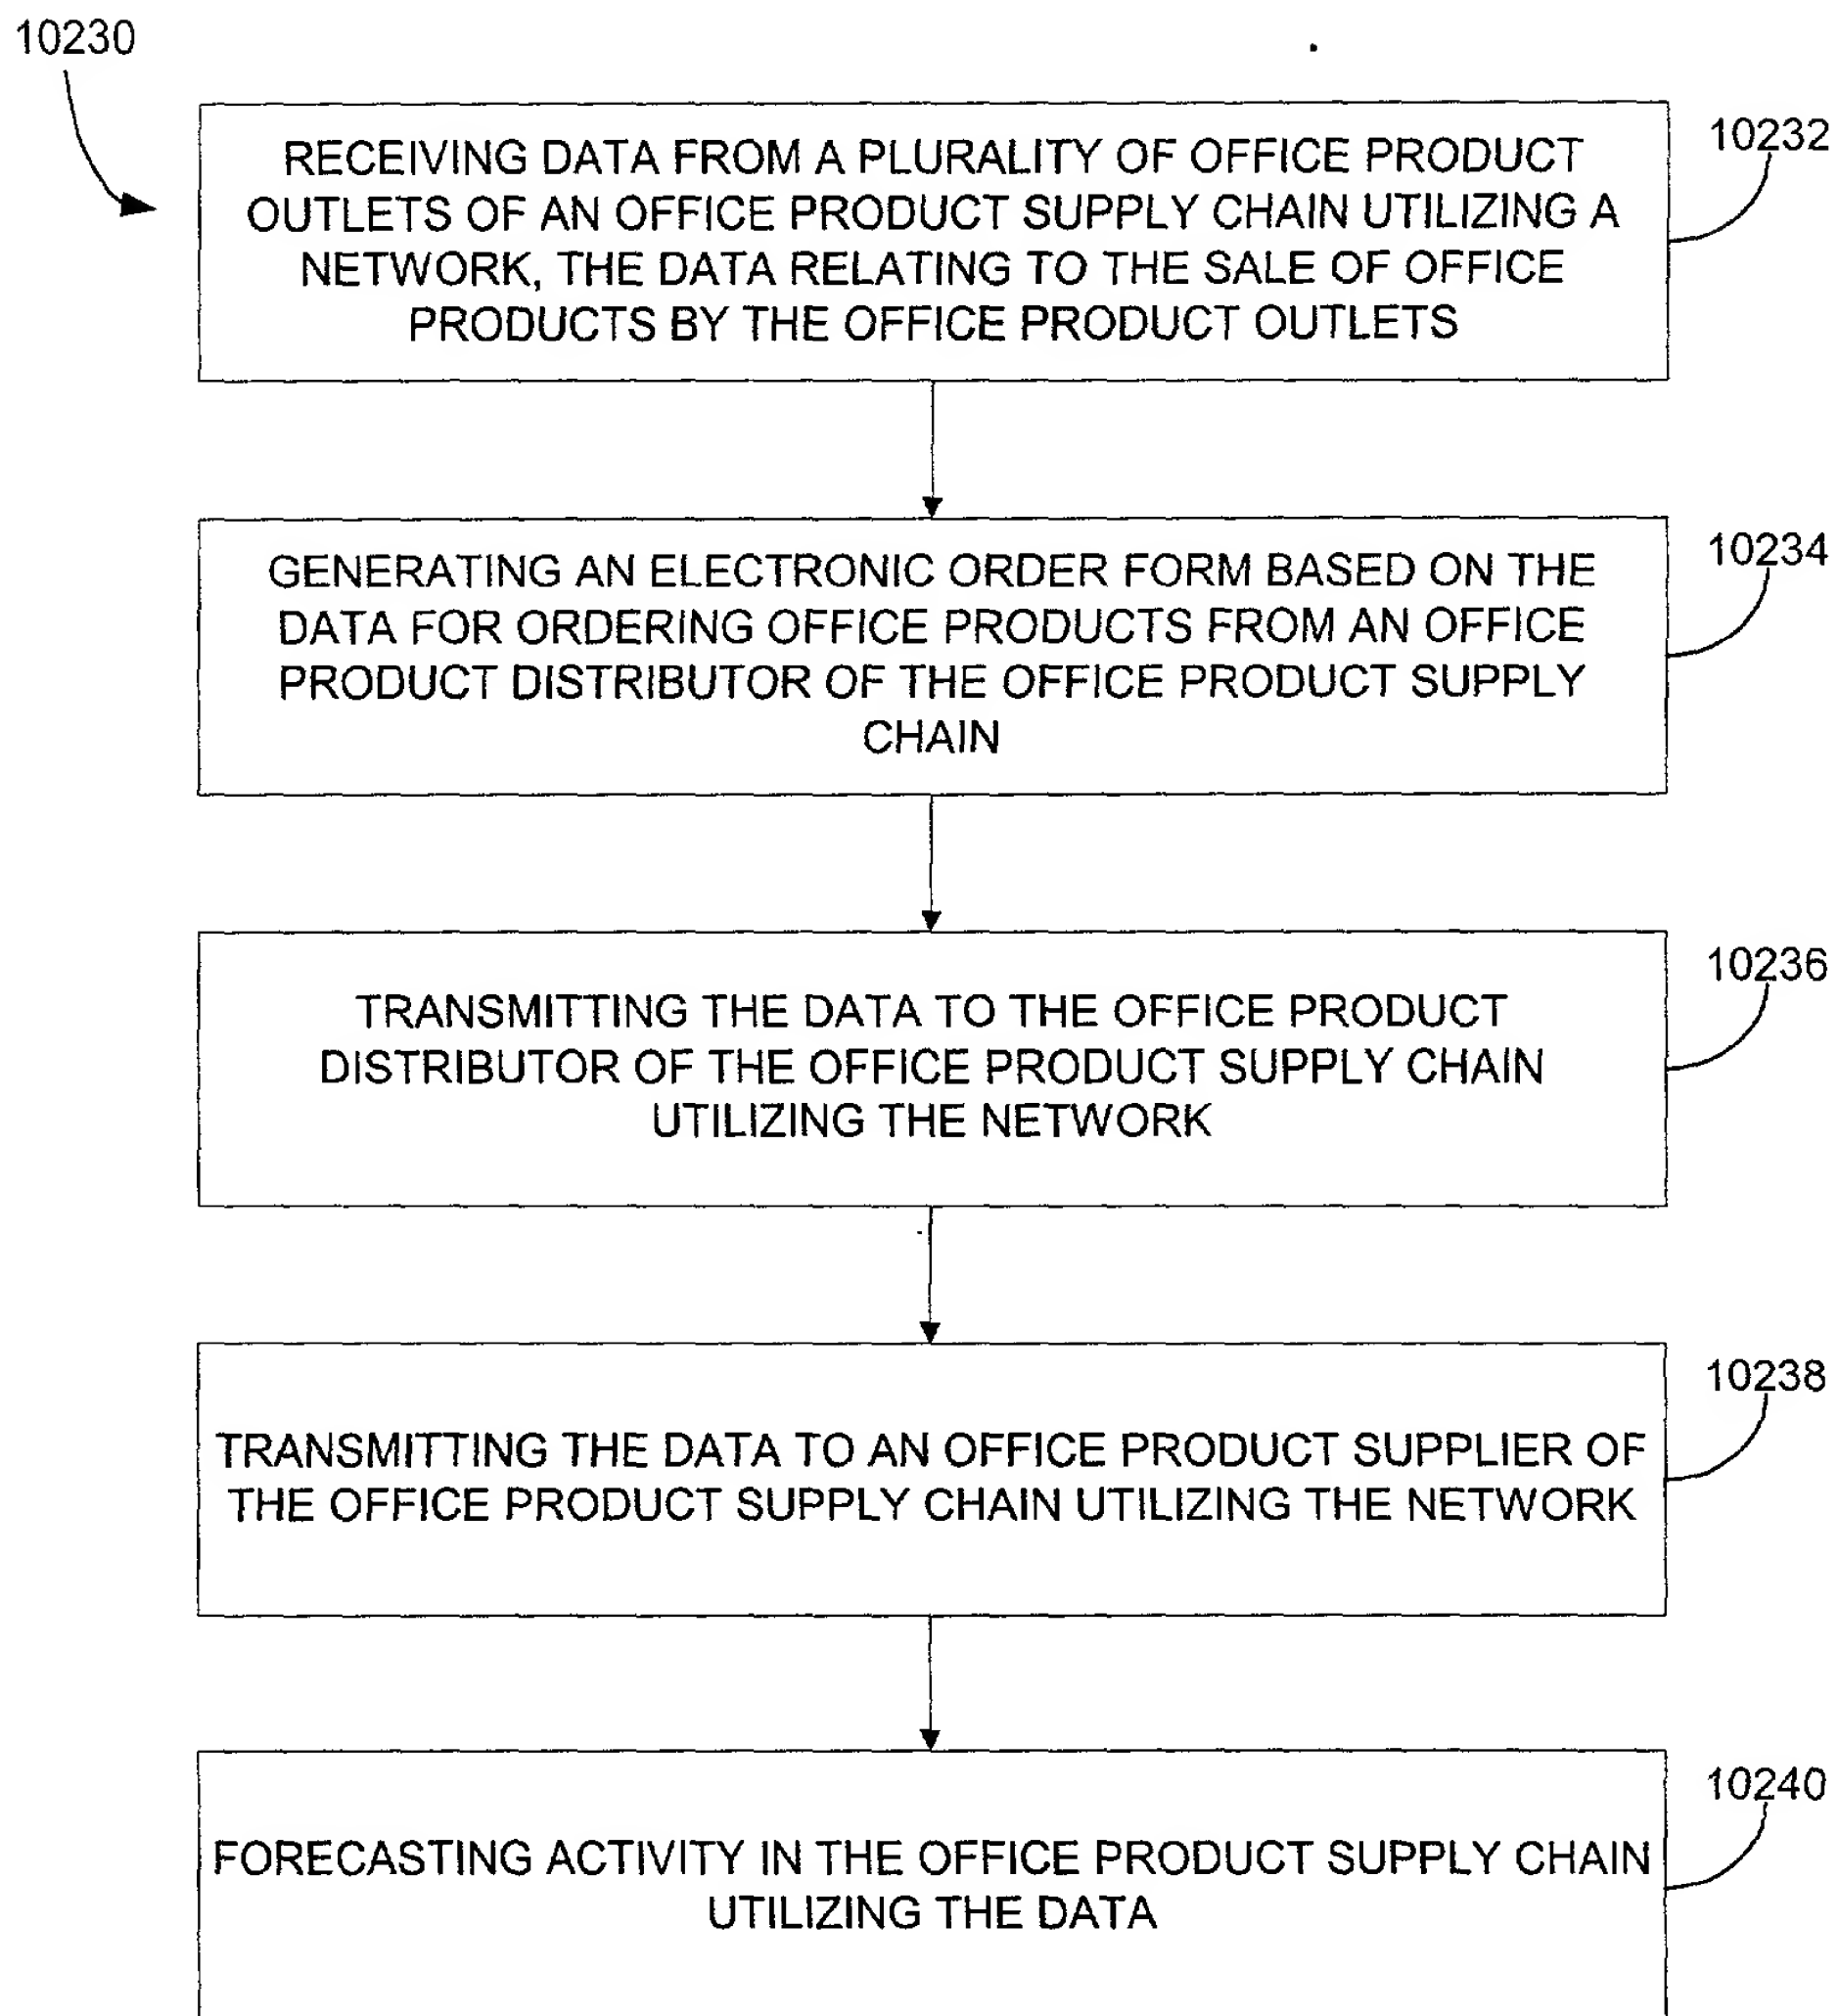 10230
RECEIVING DATA FROM A PLURALITY OF OFFICE PRODUCT
OUTLETS OF AN OFFICE PRODUCT SUPPLY CHAIN UTILIZING A
NETWORK, THE DATA RELATING TO THE SALE OF OFFICE
PRODUCTS BY THE OFFICE PRODUCT OUTLETS
10232
GENERATING AN ELECTRONIC ORDER FORM BASED ON THE
DATA FOR ORDERING OFFICE PRODUCTS FROM AN OFFICE
PRODUCT DISTRIBUTOR OF THE OFFICE PRODUCT SUPPLY
CHAIN
10234
TRANSMITTING THE DATA TO THE OFFICE PRODUCT
DISTRIBUTOR OF THE OFFICE PRODUCT SUPPLY CHAIN
UTILIZING THE NETWORK
10236
TRANSMITTING THE DATA TO AN OFFICE PRODUCT SUPPLIER OF
THE OFFICE PRODUCT SUPPLY CHAIN UTILIZING THE NETWORK
10238
FORECASTING ACTIVITY IN THE OFFICE PRODUCT SUPPLY CHAIN
UTILIZING THE DATA
10240